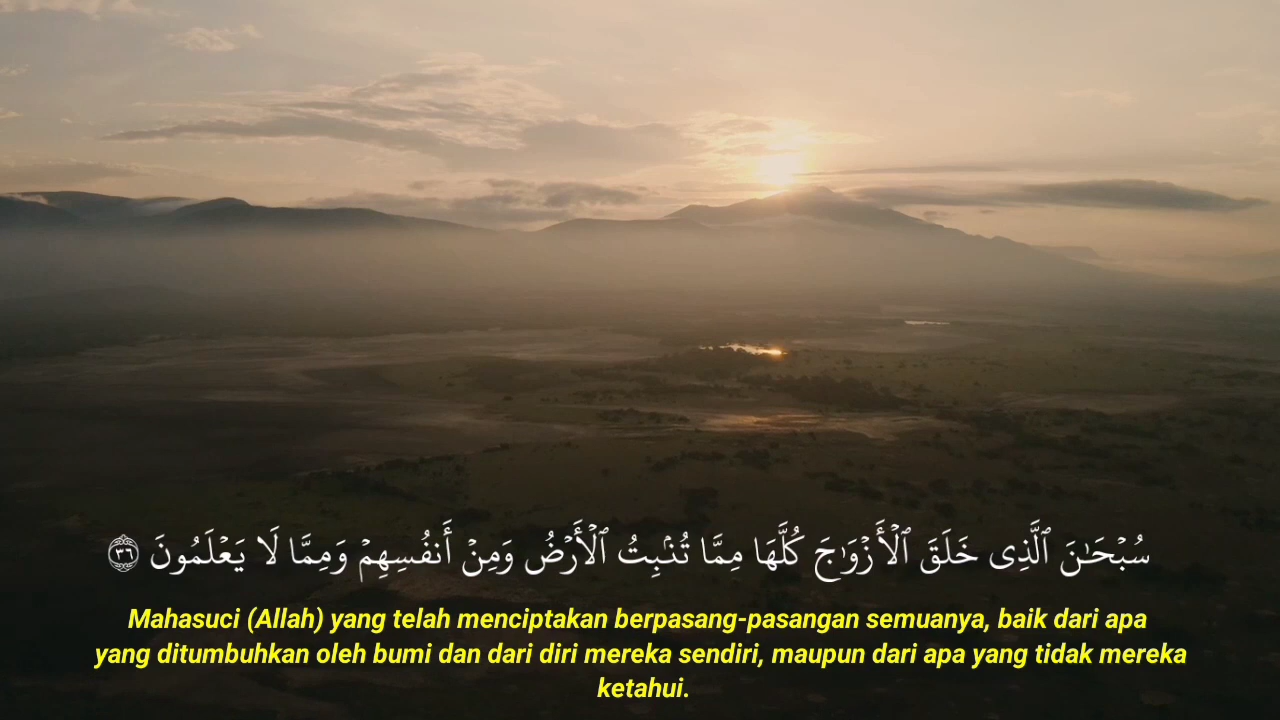 سُبْحَـٰنَ ٱلَّذِى خَلَقَ ٱلْأَزْوَٰجَ كُلَّهَا مِمَّا تُنۢبِتُ ٱلْأَرْضُ وَمِنْ أَنفُسِهِمْ وَمِمَّا لَا يَعْلَمُونَ ٣٦
Mahasuci (Allah) yang telah menciptakan berpasang-pasangan semuanya, baik dari apa
yang ditumbuhkan oleh bumi dan dari diri mereka sendiri, maupun dari apa yang tidak mereka
ketahui.